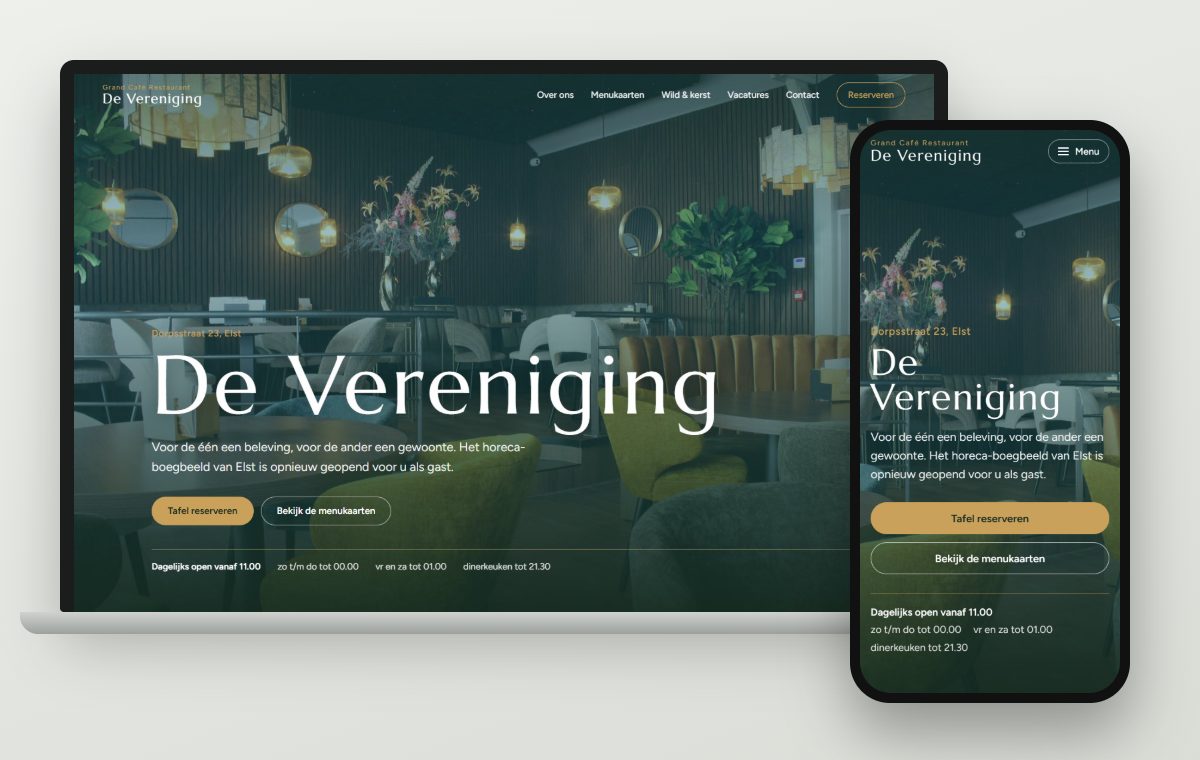 Grand Café Restaurant
De Vereniging
Over ons
Menukaarten
Wild & kerst
Vacatures
Contact
Reserveren
Dorpsstraat 23, Elst
De Vereniging
Voor de één een beleving, voor de ander een gewoonte. Het horeca-
boegbeeld van Elst is opnieuw geopend voor u als gast.
Tafel reserveren
Bekijk de menukaarten
Dagelijks open vanaf 11.00
zo t/m do tot 00.00
vr en za tot 01.00
dinerkeuken tot 21.30
Grand Café Restaurant
De Vereniging
Menu
Dorpsstraat 23, Elst
De
Vereniging
Voor de één een beleving, voor de ander een
gewoonte. Het horeca-boegbeeld van Elst is
opnieuw geopend voor u als gast.
Tafel reserveren
Bekijk de menukaarten
Dagelijks open vanaf 11.00
zo t/m do tot 00.00 vr en za tot 01.00
dinerkeuken tot 21.30